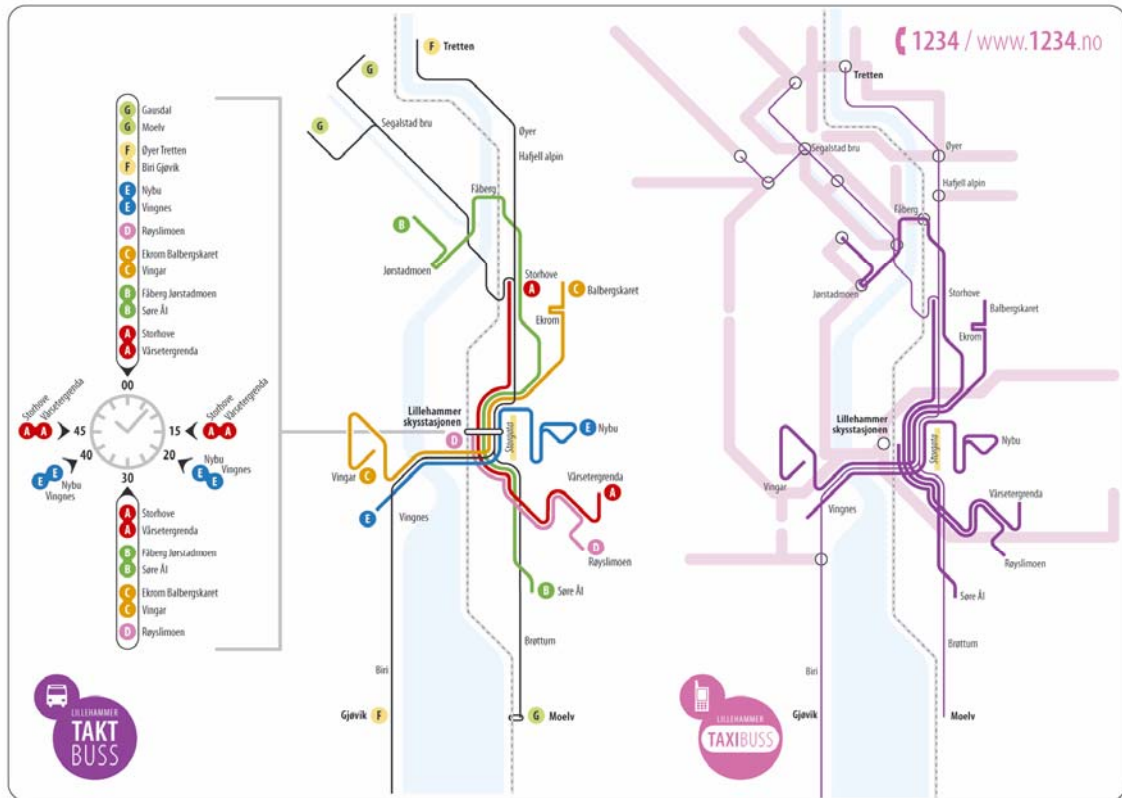 G Gausdal
G Moelv
F Øyer Tretten
F Biri Gjøvik
E Nybu
E Vingnes
D Røyslimoen
C Ekrom Balbergskaret
C Vingar
B Fåberg Jørstadmoen
B Søre Ål
A Storhove
A Vårsetergrenda
00
Storhove
Vårsetergrenda
A A
45
15
Storhove
Vårsetergrenda
A A
40
20
E E
Nybu
Vingnes
Nybu
Vingnes
E E
30
A Storhove
A Vårsetergrenda
B Fåberg Jørstadmoen
B Søre Ål
C Ekrom Balbergskaret
C Vingar
D Røyslimoen
LILLEHAMMER
TAKT
BUSS
F Tretten
G
G
Segalstad bru
Øyer
Hafjell alpin
Fåberg
B
Jørstadmoen
Storhove
A
C Balbergskaret
Ekrom
Lillehammer
skysstasjonen
D
Storgata
E Nybu
Vingar C
E
Vingnes
Vårsetergrenda
A
D
Røyslimoen
B Søre Ål
Brøttum
Biri
Gjøvik F
G Moelv
1234 / www.1234.no
Tretten
Segalstad bru
Øyer
Hafjell alpin
Fåberg
Jørstadmoen
Storhove
Balbergskaret
Ekrom
Lillehammer
skysstasjonen
Storgata
Nybu
Vingar
Vingnes
Vårsetergrenda
Røyslimoen
Søre Ål
Brøttum
Biri
Gjøvik
Moelv
LILLEHAMMER
TAXIBUSS